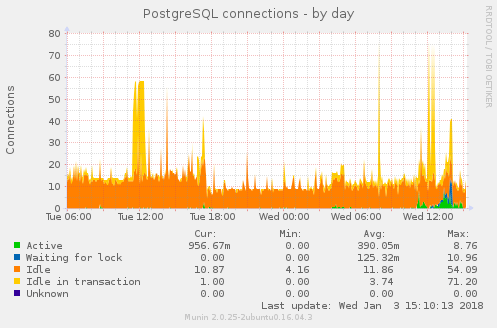 PostgreSQL connections - by day
RRDTOOL / TOBI OETIKER
Connections
80
70
60
50
40
30
20
10
0
Tue 06:00 Tue 12:00 Tue 18:00 Wed 00:00 Wed 06:00 Wed 12:00
Cur: Min: Avg: Max:
Active 956.67m 0.00 390.05m 8.76
Waiting for lock 0.00 0.00 125.32m 10.96
Idle 10.87 4.16 11.86 54.09
Idle in transaction 1.00 0.00 3.74 71.20
Unknown 0.00 0.00 0.00 0.00
Last update: Wed Jan 3 15:10:13 2018
Munin 2.0.25-2ubuntu0.16.04.3